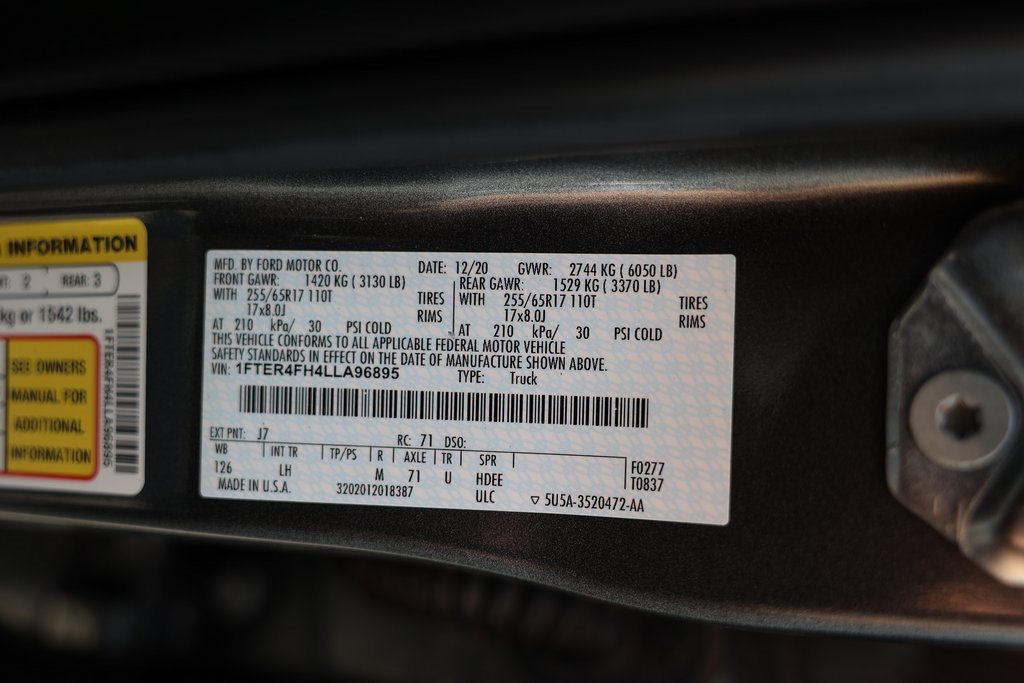 INFORMATION
2 REAR: 3
kg or 1542 lbs.
SEE OWNERS
MANUAL FOR
ADDITIONAL
INFORMATION
1FTER4FH4LLA96895
MFD. BY FORD MOTOR CO. DATE: 12/20 GVWR: 2744 KG ( 6050 LB)
FRONT GAWR: 1420 KG ( 3130 LB) REAR GAWR: 1529 KG ( 3370 LB)
WITH 255/65R17 110T TIRES WITH 255/65R17 110T TIRES
17x8.0J RIMS 17x8.0J RIMS
AT 210 kPa/ 30 PSI COLD AT 210 kPa/ 30 PSI COLD
THIS VEHICLE CONFORMS TO ALL APPLICABLE FEDERAL MOTOR VEHICLE
SAFETY STANDARDS IN EFFECT ON THE DATE OF MANUFACTURE SHOWN ABOVE.
VIN: 1FTER4FH4LLA96895 TYPE: Truck
EXT PNT: J7 RC: 71 DSO:
WB INT TR TP/PS R AXLE TR SPR F0277
126 LH M 71 U HDEE T0837
MADE IN U.S.A. 3202012018387 ULC ▽ 5U5A-3520472-AA